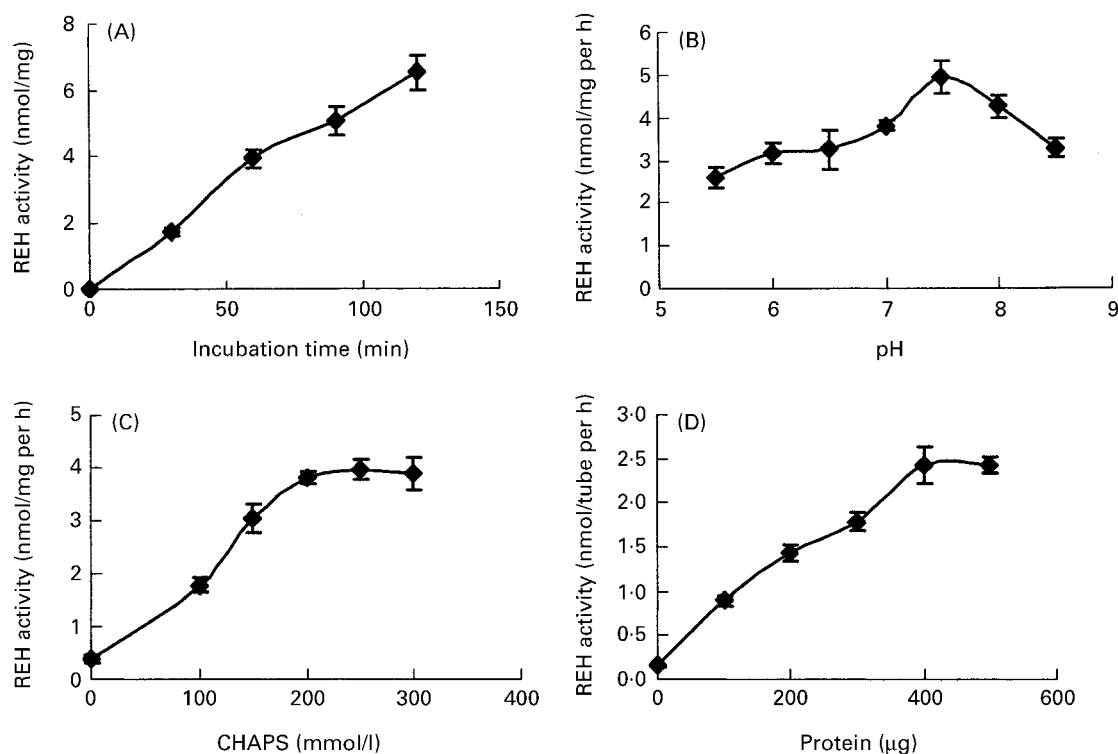 (A)
REH activity (nmol/mg)
8
6
4
2
0
0 50 100 150
Incubation time (min)
(B)
REH activity (nmol/mg per h)
6
5
4
3
2
1
0
5 6 7 8 9
pH
(C)
REH activity (nmol/mg per h)
5
4
3
2
1
0
0 100 200 300 400
CHAPS (mmol/l)
(D)
REH activity (nmol/tube per h)
3·0
2·5
2·0
1·5
1·0
0·5
0·0
0 200 400 600
Protein (μg)